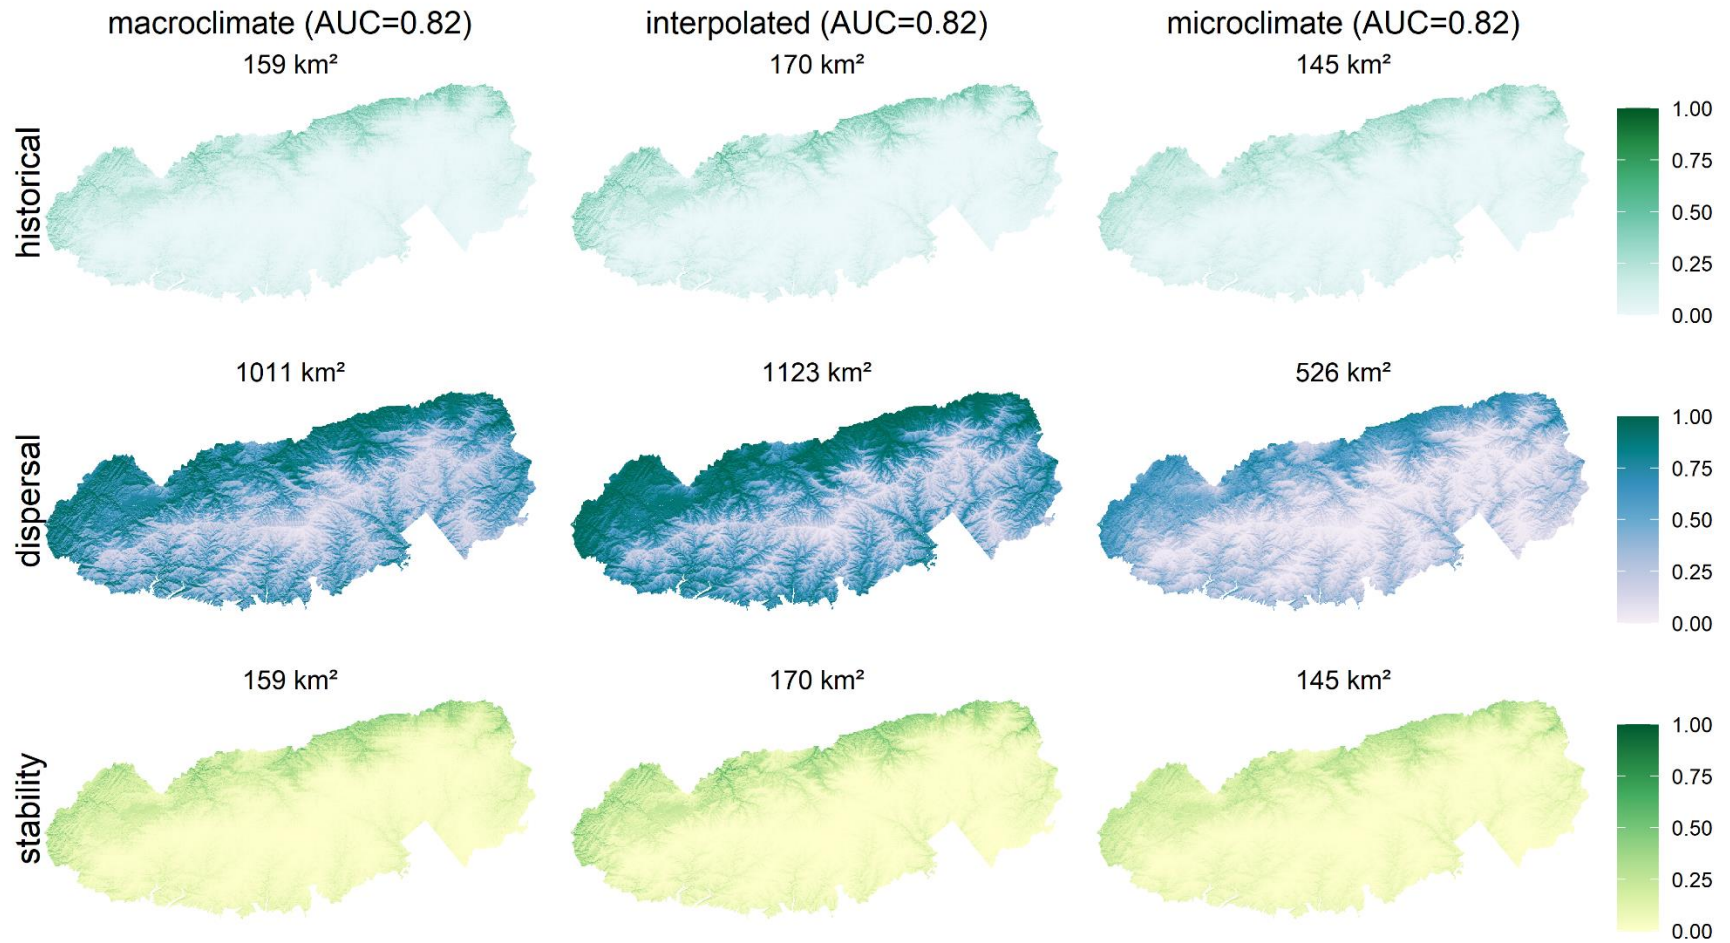 macroclimate (AUC=0.82)
interpolated (AUC=0.82)
microclimate (AUC=0.82)
159 km²
170 km²
145 km²
historical
1.00
0.75
0.50
0.25
0.00
1011 km²
1123 km²
526 km²
dispersal
1.00
0.75
0.50
0.25
0.00
159 km²
170 km²
145 km²
stability
1.00
0.75
0.50
0.25
0.00